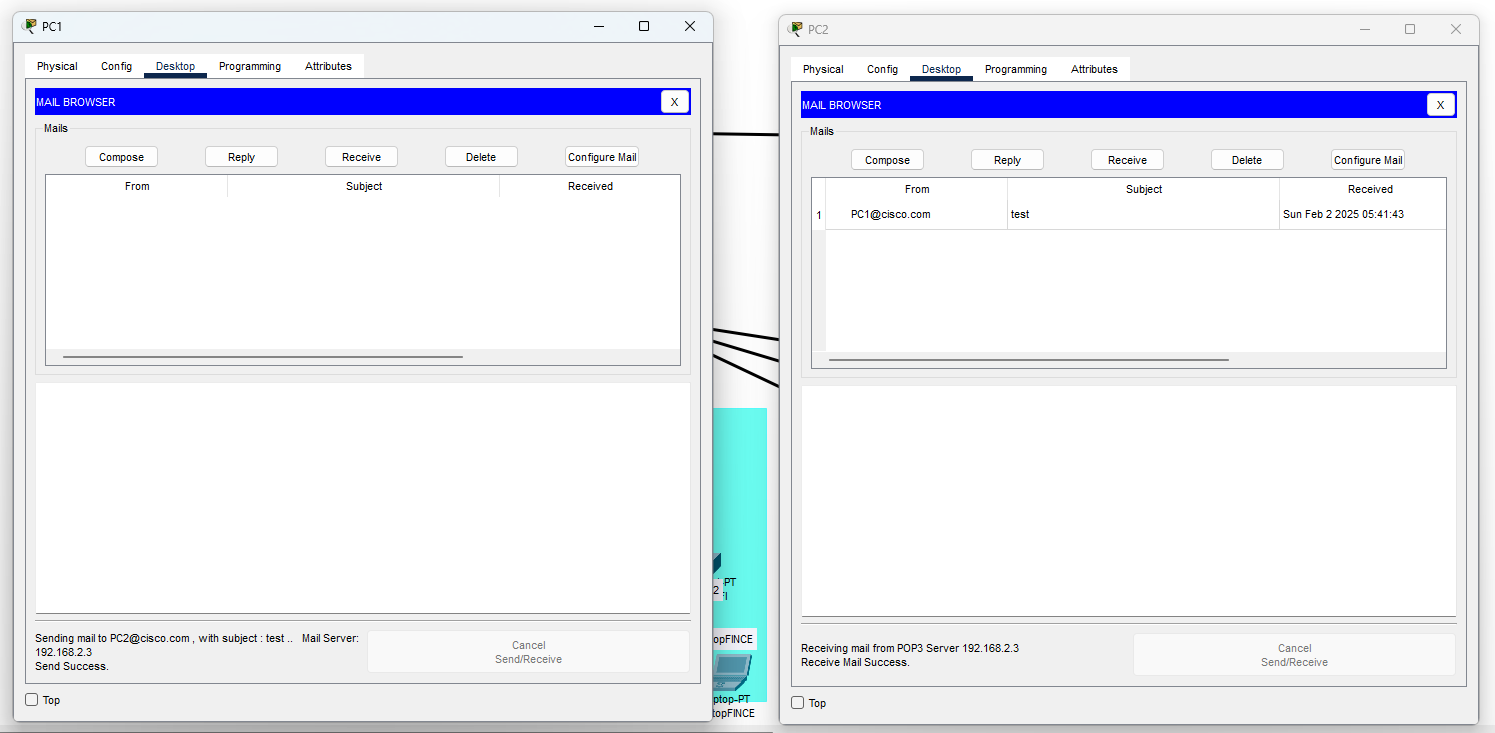 PC1
Physical Config Desktop Programming Attributes
MAIL BROWSER X
Mails
Compose Reply Receive Delete Configure Mail
From Subject Received
Sending mail to PC2@cisco.com , with subject : test .. Mail Server:
192.168.2.3
Send Success.
Cancel
Send/Receive
Top
-PT
2
opFINCE
ptop-PT
topFINCE
PC2
Physical Config Desktop Programming Attributes
MAIL BROWSER X
Mails
Compose Reply Receive Delete Configure Mail
From Subject Received
1 PC1@cisco.com test Sun Feb 2 2025 05:41:43
Receiving mail from POP3 Server 192.168.2.3
Receive Mail Success.
Cancel
Send/Receive
Top